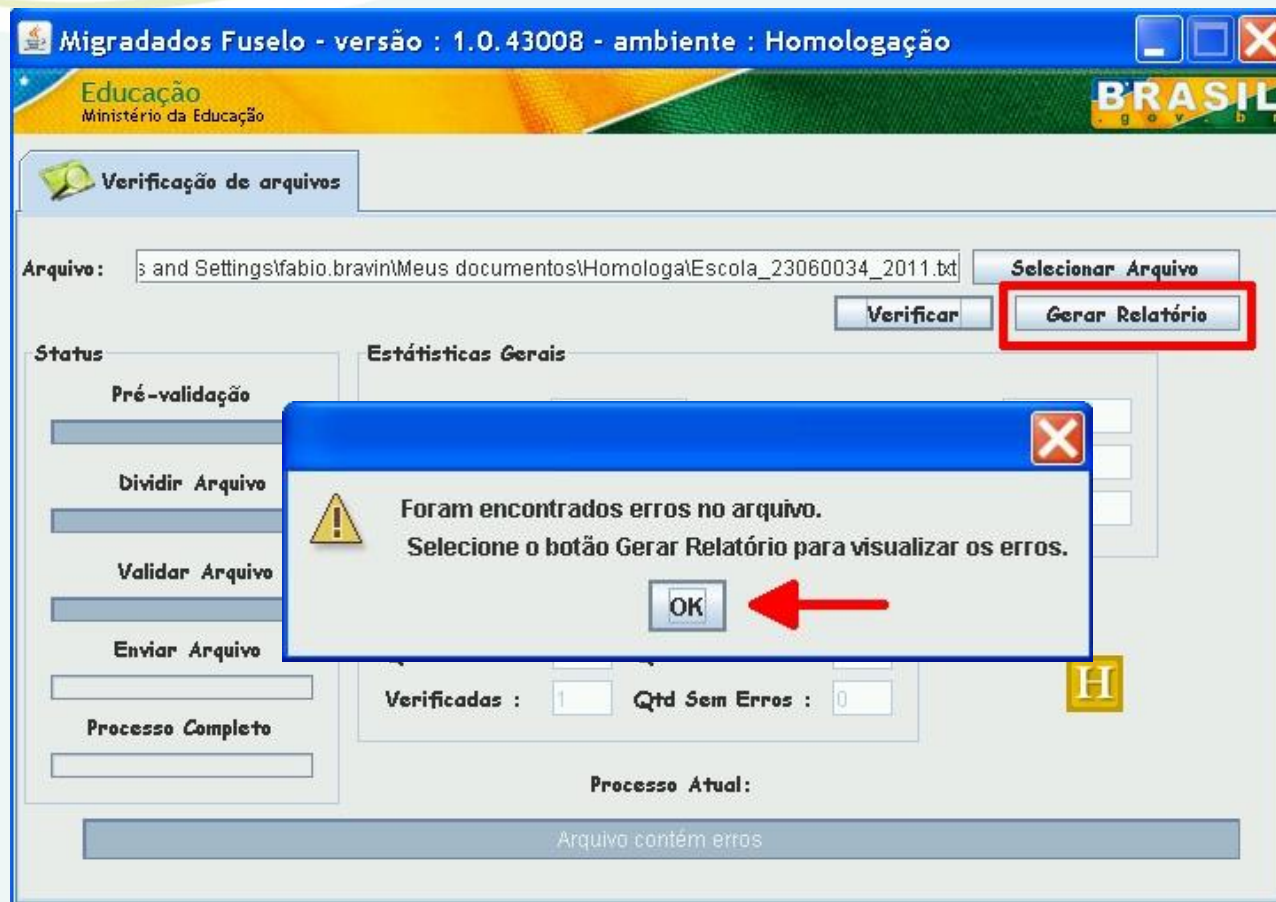 Migradados Fuselo - versão : 1.0.43008 - ambiente : Homologação
Educação
Ministério da Educação
BRASIL
.gov.br
Verificação de arquivos
Arquivo:
s and Settings\fabio.bravin\Meus documentos\Homologa\Escola_23060034_2011.txt
Selecionar Arquivo
Verificar
Gerar Relatório
Status
Estátisticas Gerais
Pré-validação
Dividir Arquivo
Validar Arquivo
Enviar Arquivo
Processo Completo
Foram encontrados erros no arquivo.
Selecione o botão Gerar Relatório para visualizar os erros.
OK
Verificadas : 1 Qtd Sem Erros : 0
H
Processo Atual:
Arquivo contém erros